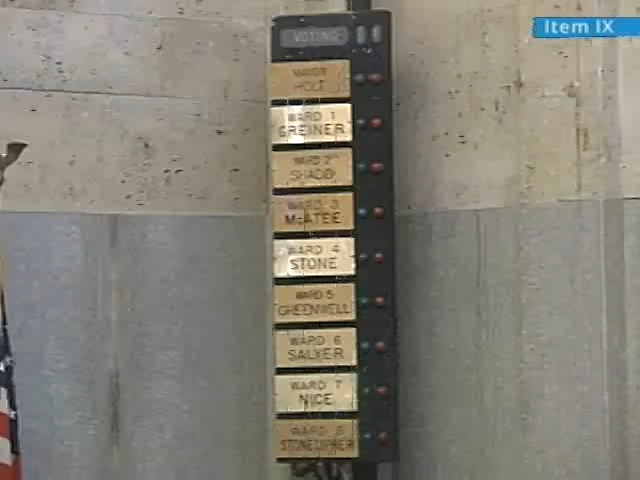 Item IX
VOTING
MAYOR
HOLT
WARD 1
GREINER
WARD 2
SHADD
WARD 3
McATEE
WARD 4
STONE
WARD 5
GREENWELL
WARD 6
SALYER
WARD 7
NICE
WARD 8
STONECIPHER